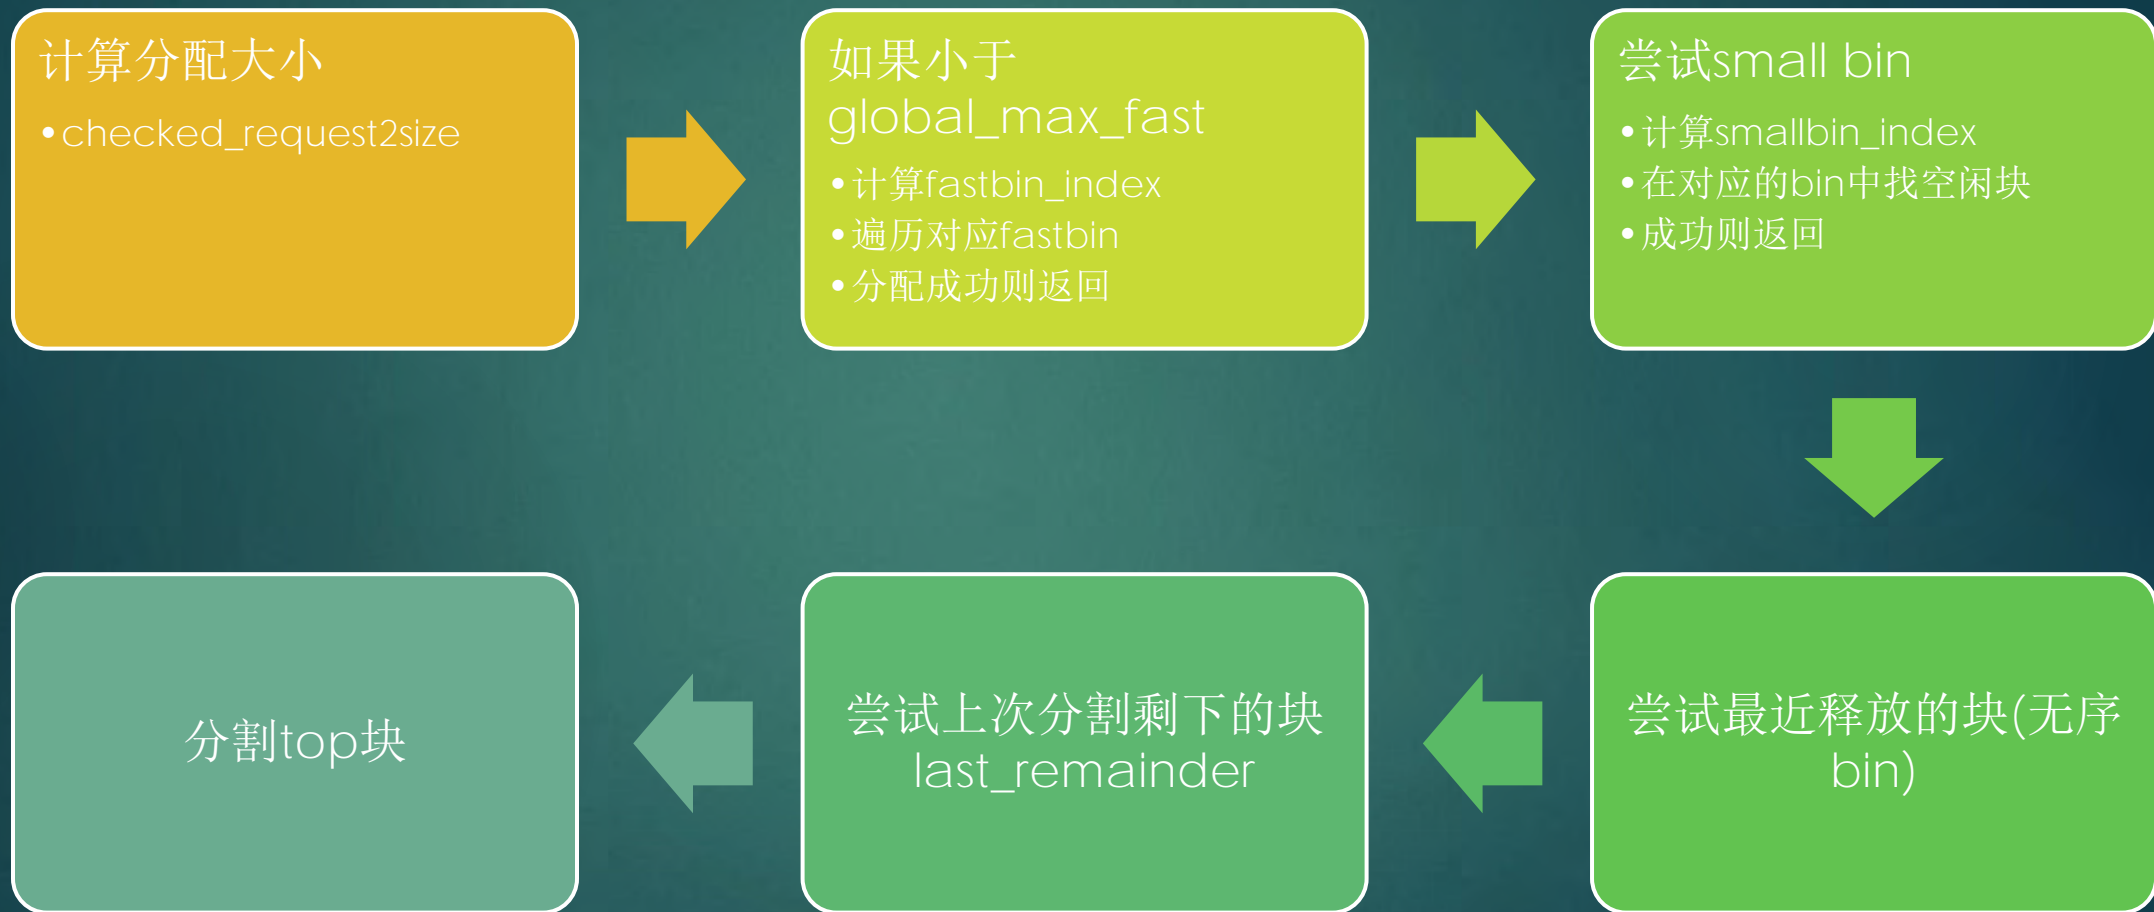 计算分配大小
•checked_request2size
如果小于
global_max_fast
•计算fastbin_index
•遍历对应fastbin
•分配成功则返回
尝试small bin
•计算smallbin_index
•在对应的bin中找空闲块
•成功则返回
尝试最近释放的块(无序
bin)
尝试上次分割剩下的块
last_remainder
分割top块